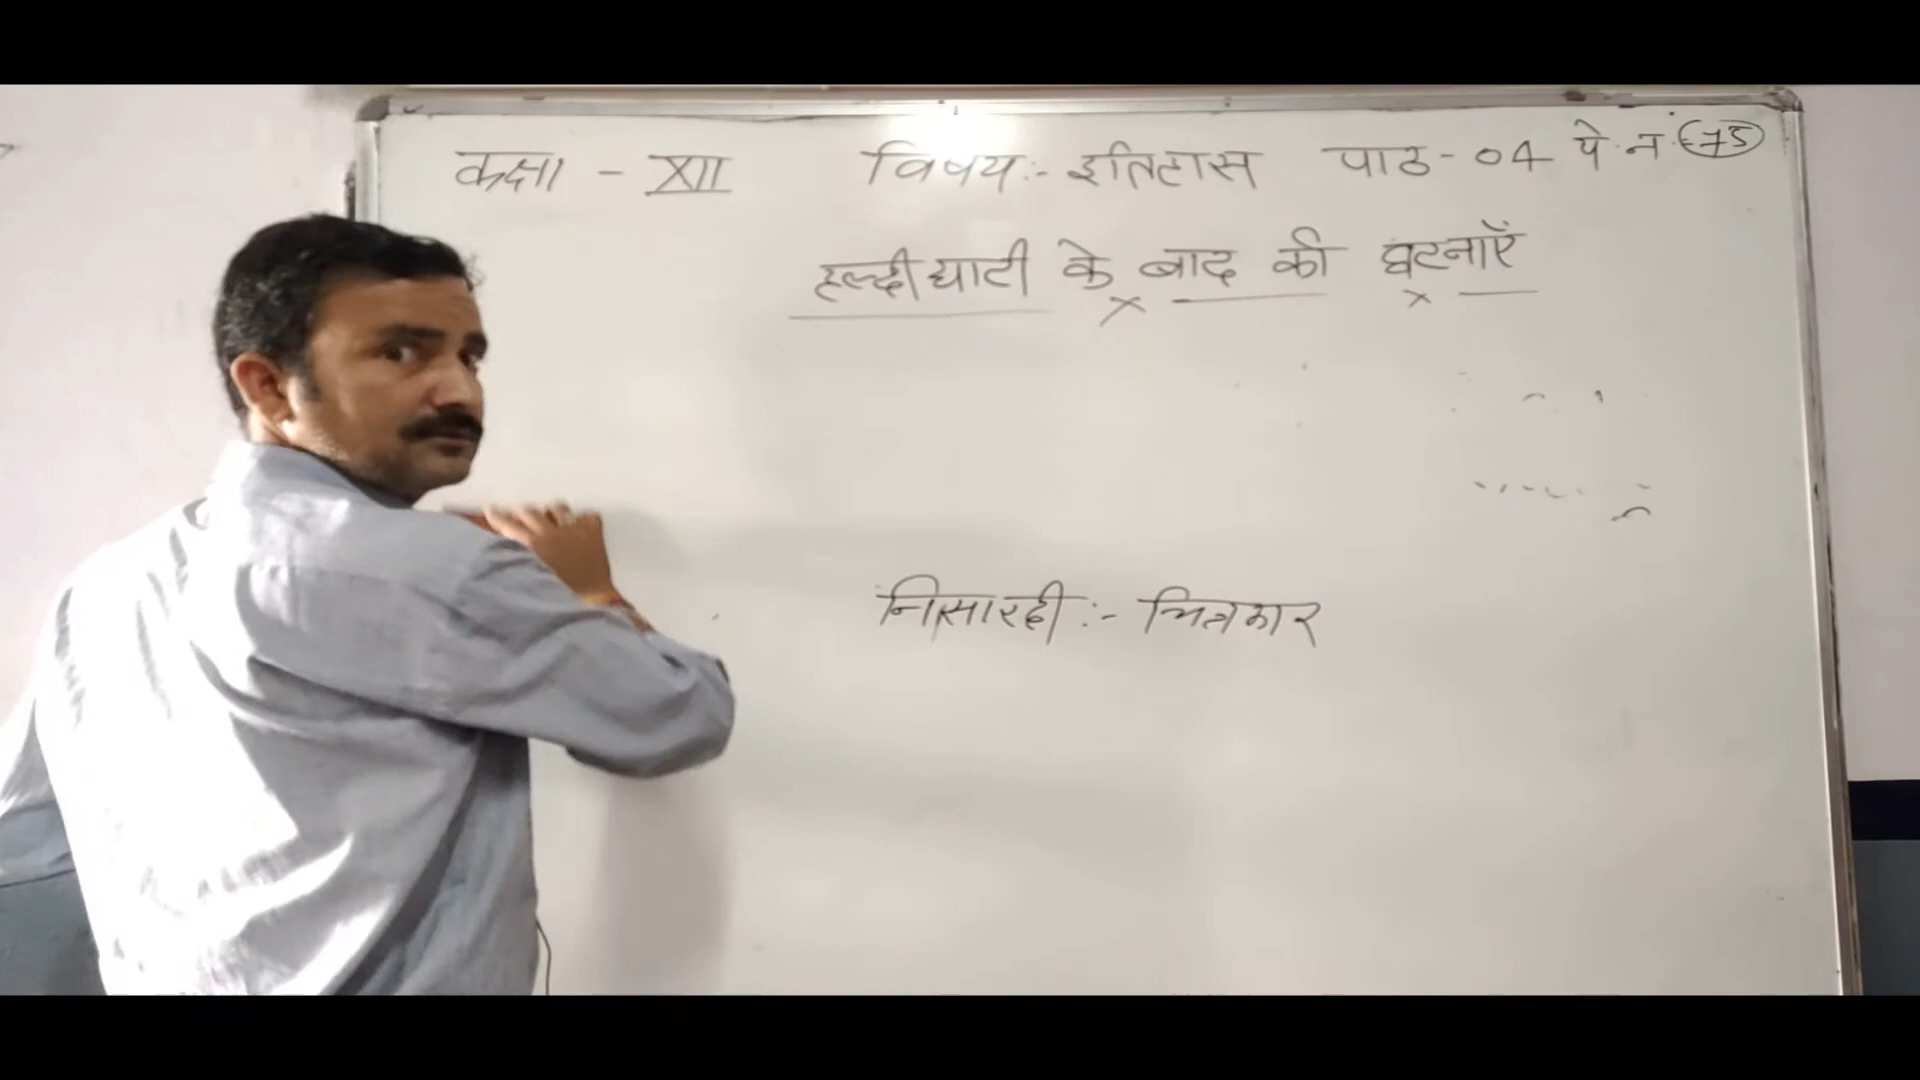 कक्षा - XII विषय:- इतिहास पाठ - 04 पे.न. 75
हल्दीघाटी के बाद की घटनाएँ
निसारदी :- चित्रकार